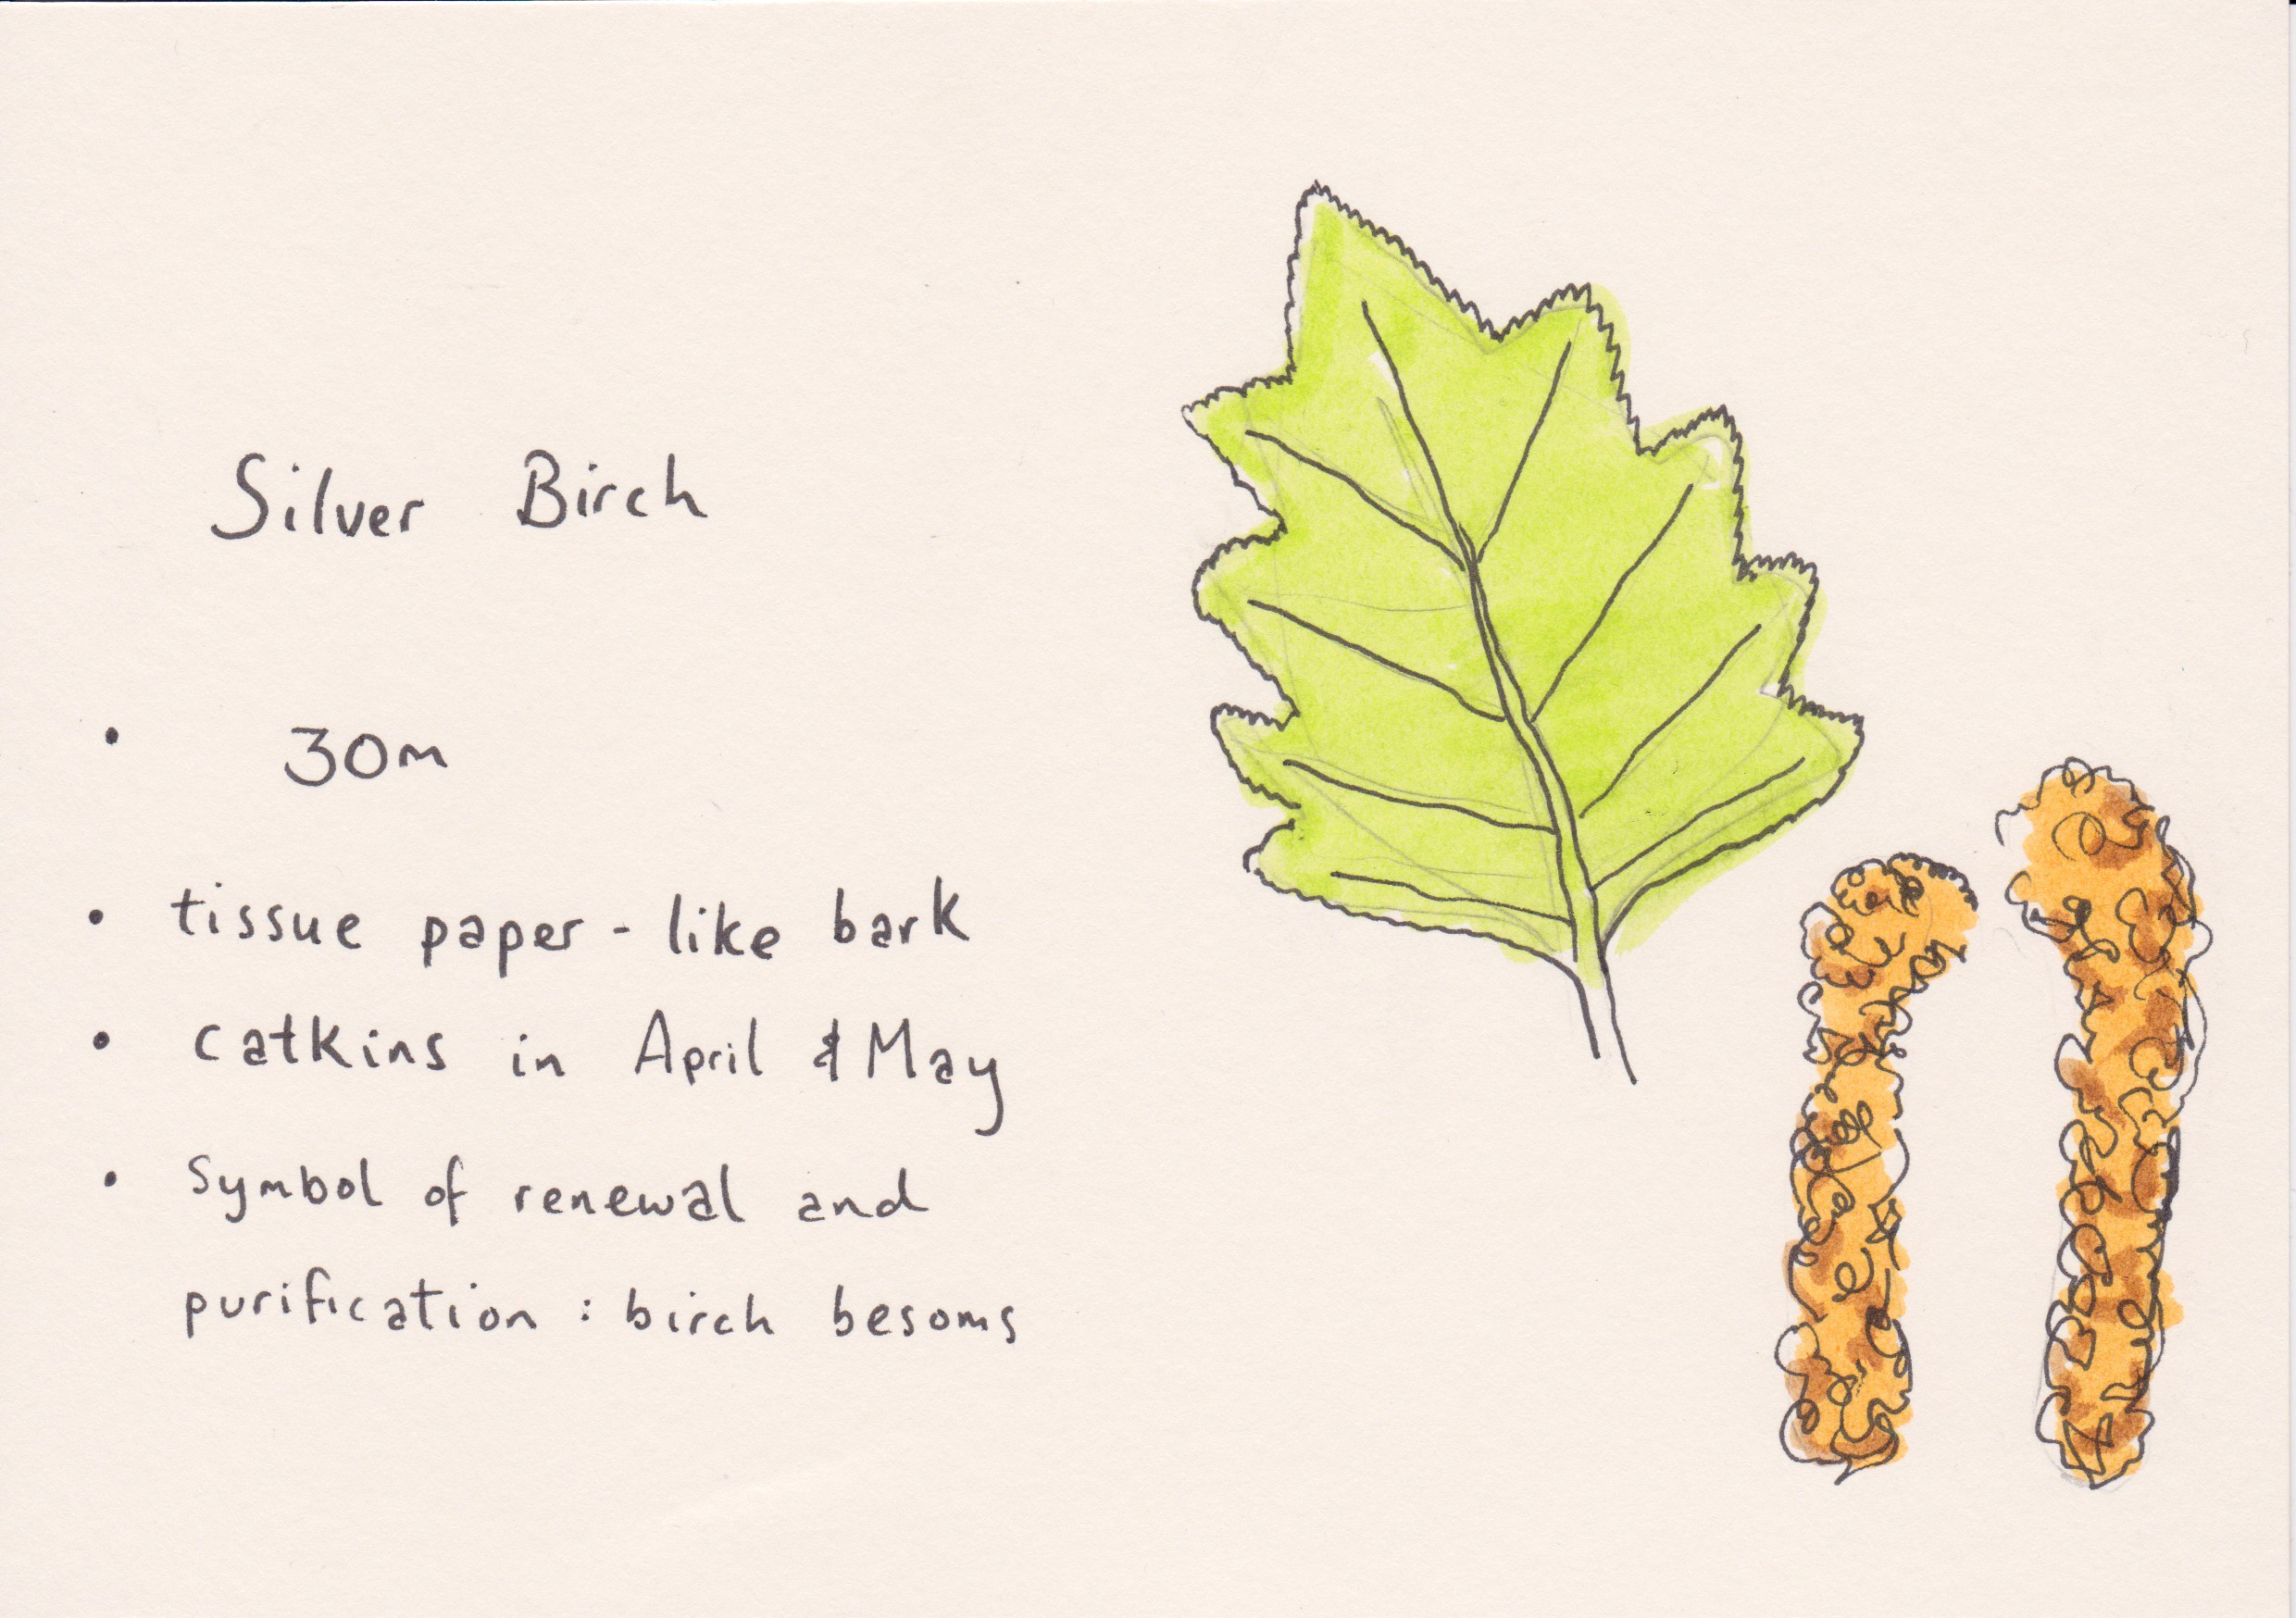 Silver Birch
• 30m
• tissue paper-like bark
• catkins in April & May
• symbol of renewal and
purification: birch besoms